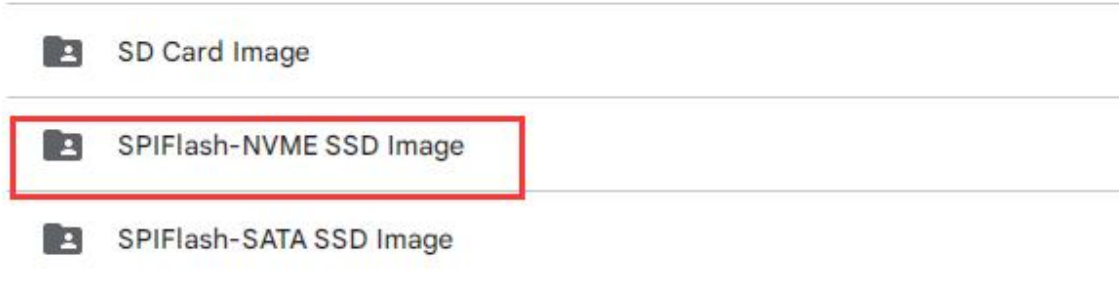 SD Card Image
SPIFlash-NVME SSD Image
SPIFlash-SATA SSD Image